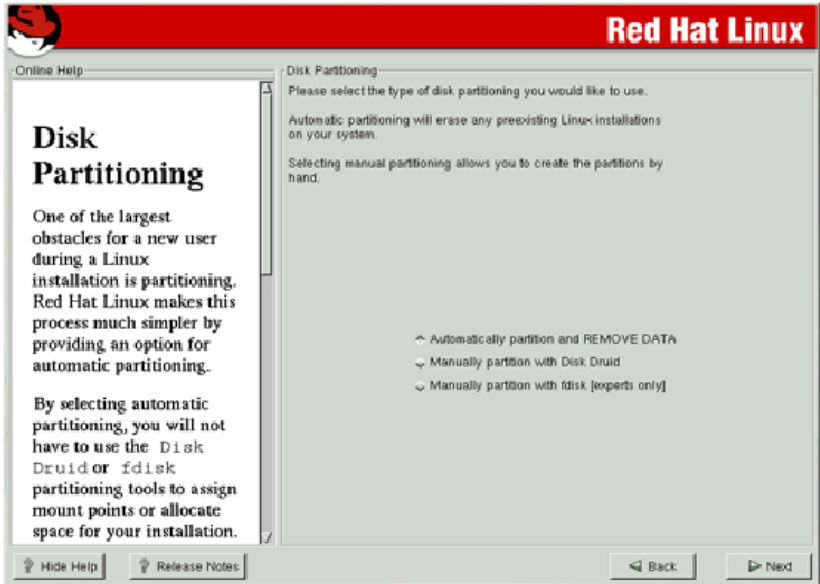 Red Hat Linux
Online Help
Disk
Partitioning
One of the largest
obstacles for a new user
during a Linux
installation is partitioning.
Red Hat Linux makes this
process much simpler by
providing an option for
automatic partitioning.
By selecting automatic
partitioning, you will not
have to use the Disk
Druid or fdisk
partitioning tools to assign
mount points or allocate
space for your installation.
Disk Partitioning
Please select the type of disk partitioning you would like to use.
Automatic partitioning will erase any preexisting Linux installations
on your system.
Selecting manual partitioning allows you to create the partitions by
hand.
Automatically partition and REMOVE DATA
Manually partition with Disk Druid
Manually partition with fdisk [experts only]
Hide Help
Release Notes
Back
Next